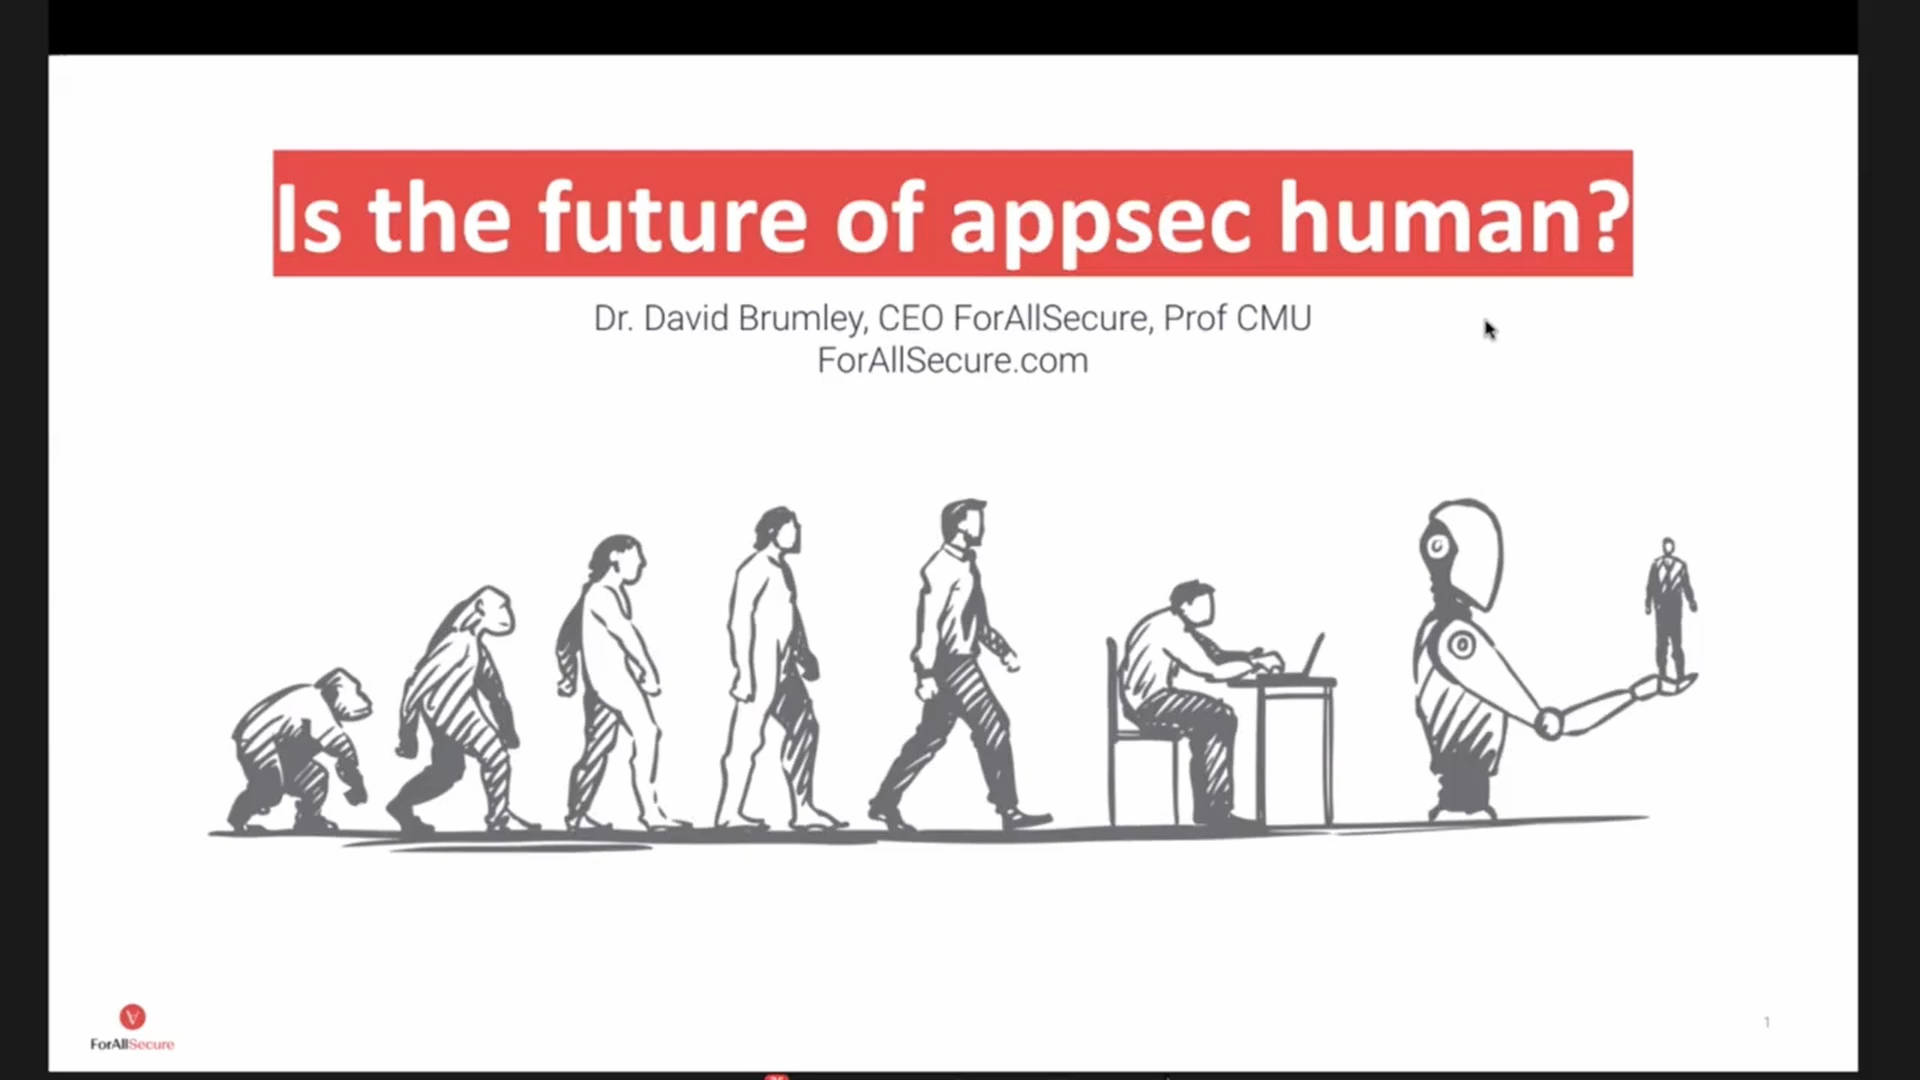 Is the future of appsec human?
Dr. David Brumley, CEO ForAllSecure, Prof CMU
ForAllSecure.com
ForAllSecure
1